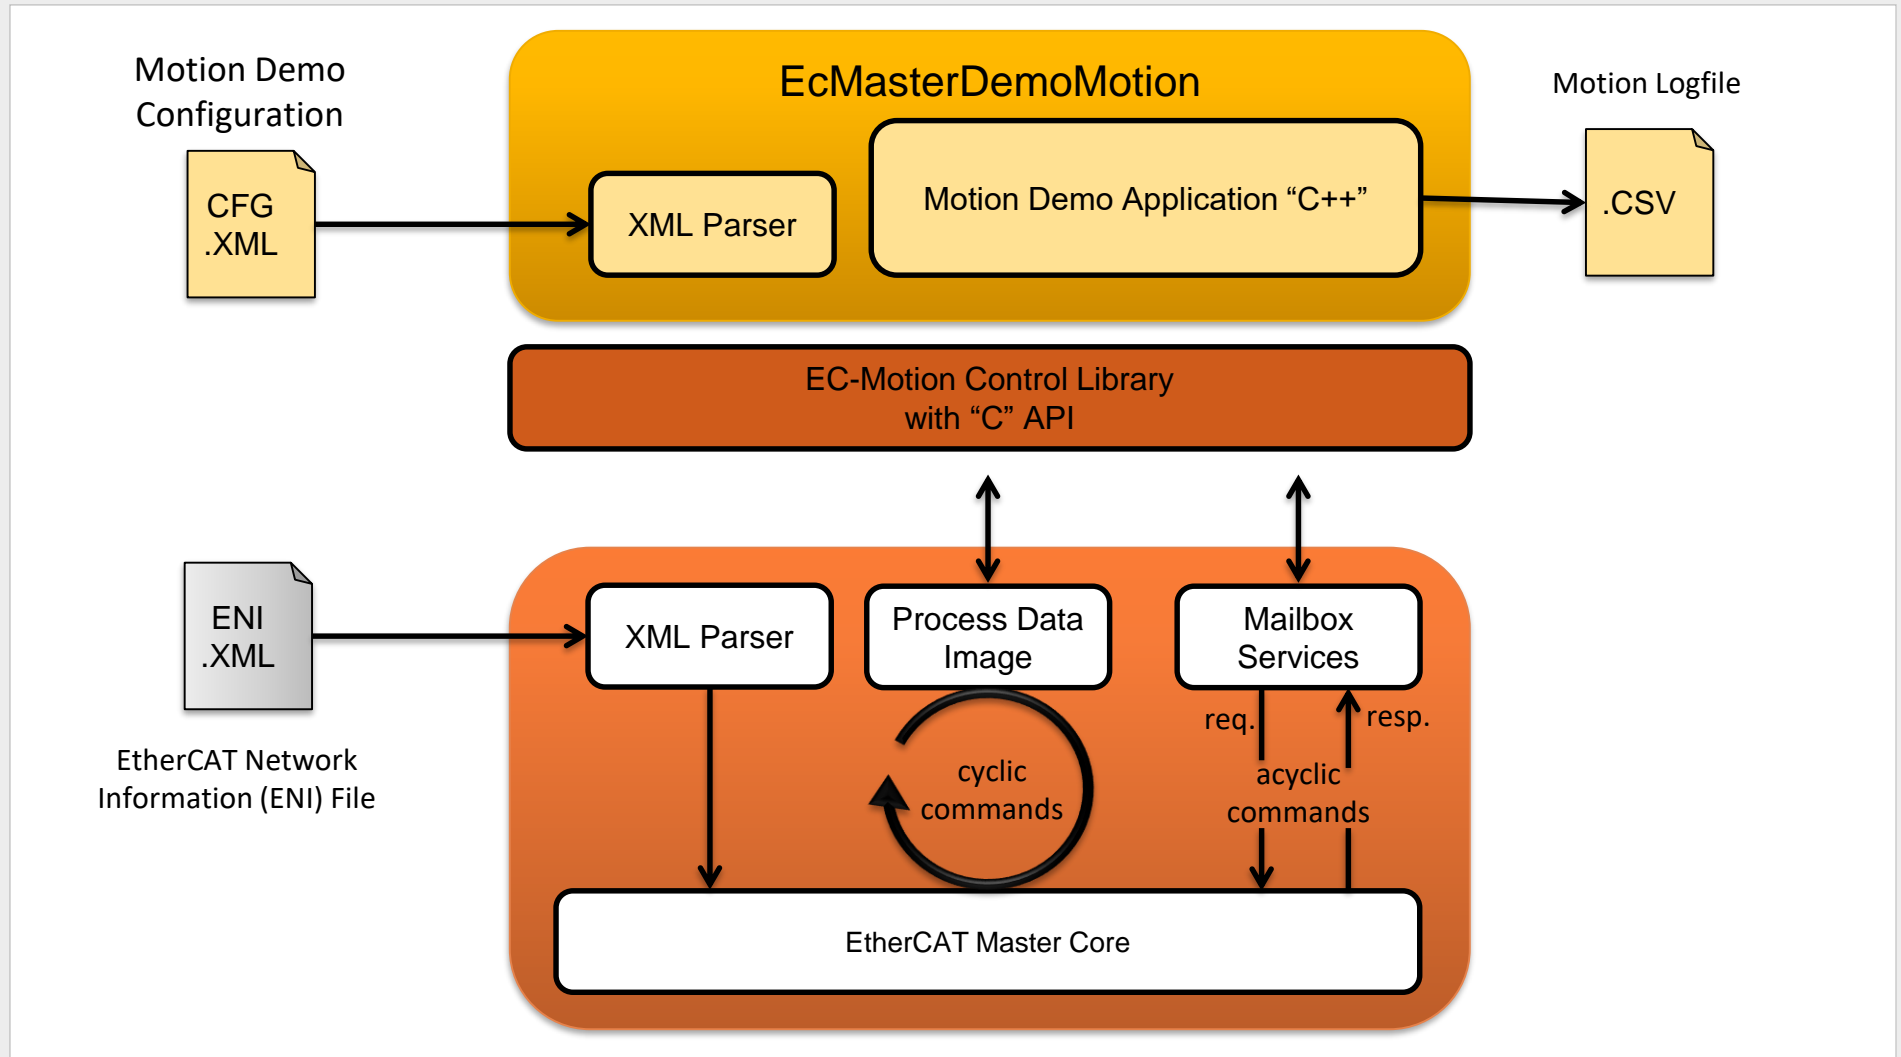 Motion Demo
Configuration
CFG
.XML
EcMasterDemoMotion
XML Parser
Motion Demo Application “C++”
Motion Logfile
.CSV
EC-Motion Control Library
with “C” API
ENI
.XML
EtherCAT Network
Information (ENI) File
XML Parser
Process Data
Image
Mailbox
Services
req.
resp.
cyclic
commands
acyclic
commands
EtherCAT Master Core